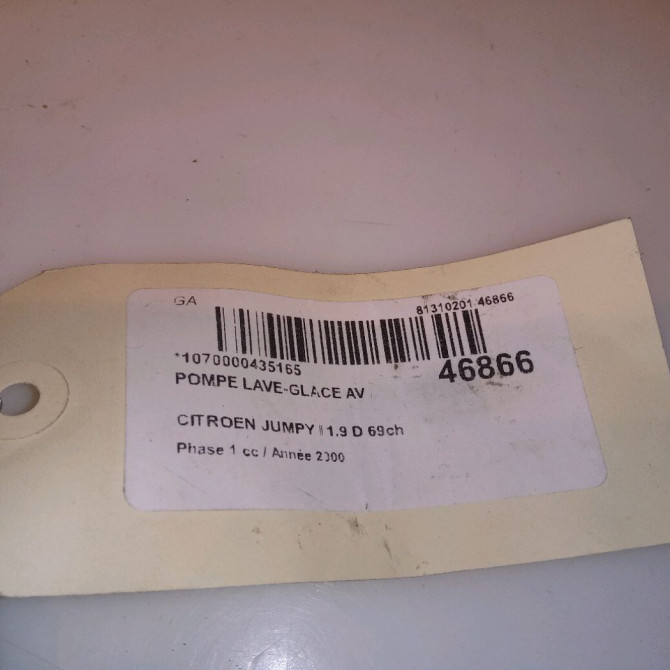 GA
81310201 46866
*1070000435165
46866
POMPE LAVE-GLACE AV
CITROEN JUMPY I 1.9 D 69ch
Phase 1 cc / Année 2000